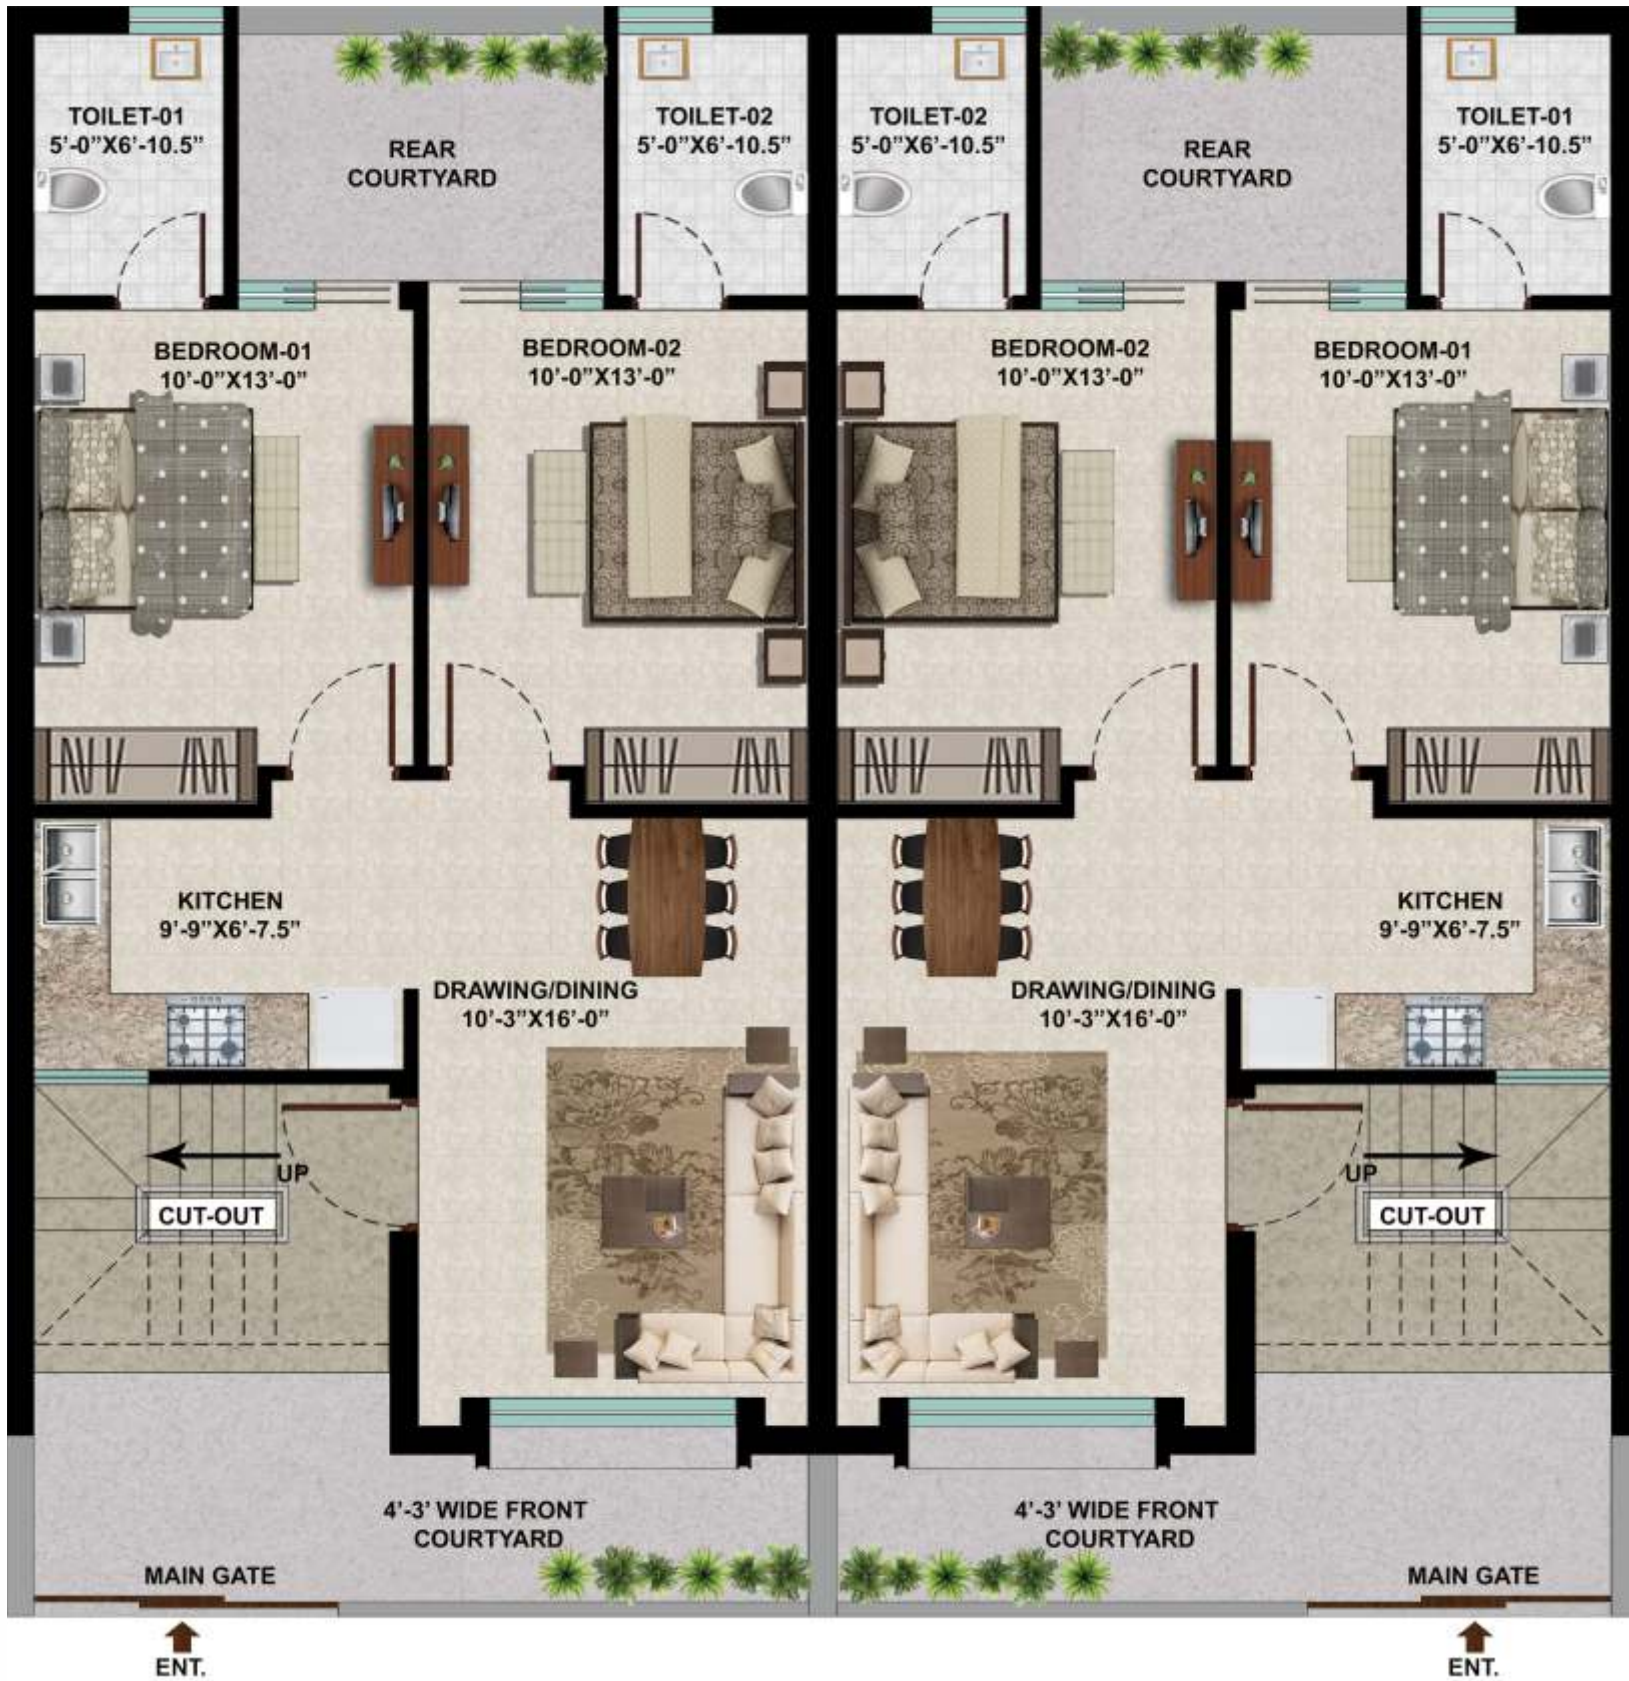 TOILET-01
5’-0”X6’-10.5”
REAR
COURTYARD
TOILET-02
5’-0”X6’-10.5”
TOILET-02
5’-0”X6’-10.5”
REAR
COURTYARD
TOILET-01
5’-0”X6’-10.5”
BEDROOM-01
10’-0”X13’-0”
BEDROOM-02
10’-0”X13’-0”
BEDROOM-02
10’-0”X13’-0”
BEDROOM-01
10’-0”X13’-0”
KITCHEN
9’-9”X6’-7.5”
DRAWING/DINING
10’-3”X16’-0”
DRAWING/DINING
10’-3”X16’-0”
KITCHEN
9’-9”X6’-7.5”
UP
CUT-OUT
UP
CUT-OUT
4’-3’ WIDE FRONT
COURTYARD
4’-3’ WIDE FRONT
COURTYARD
MAIN GATE
MAIN GATE
ENT.
ENT.